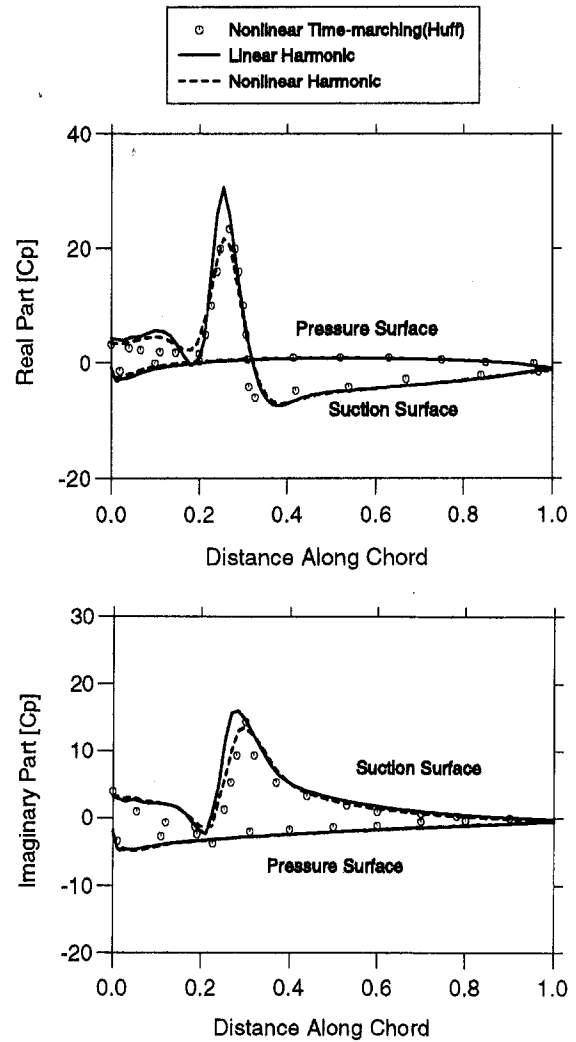 Nonlinear Time-marching(Huff)
Linear Harmonic
Nonlinear Harmonic
40
20
0
-20
Real Part [Cp]
Pressure Surface
Suction Surface
0.0 0.2 0.4 0.6 0.8 1.0
Distance Along Chord
30
20
10
0
-10
-20
Imaginary Part [Cp]
Suction Surface
Pressure Surface
0.0 0.2 0.4 0.6 0.8 1.0
Distance Along Chord